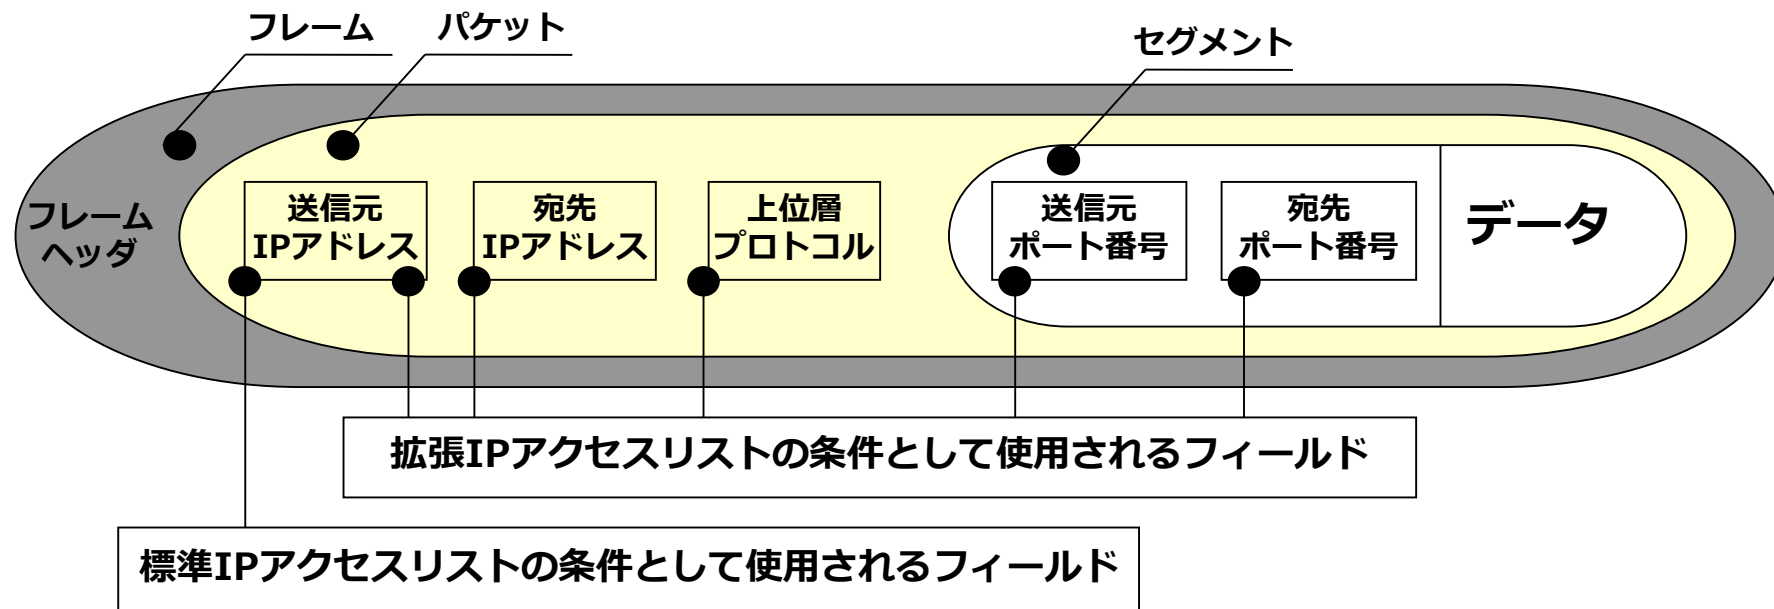 フレーム
パケット
セグメント
フレーム
ヘッダ
送信元
IPアドレス
宛先
IPアドレス
上位層
プロトコル
送信元
ポート番号
宛先
ポート番号
データ
拡張IPアクセスリストの条件として使用されるフィールド
標準IPアクセスリストの条件として使用されるフィールド